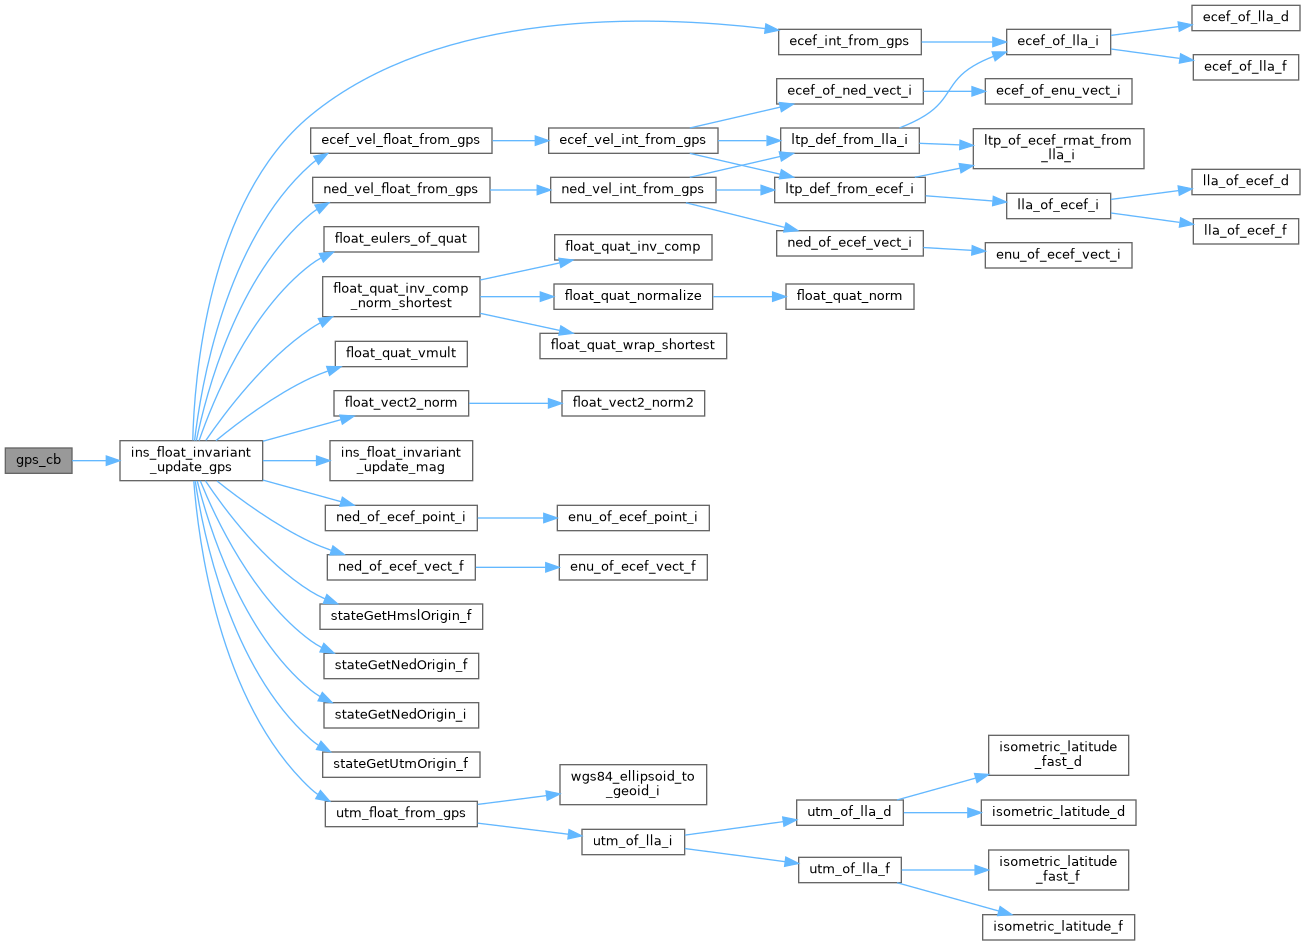 ecef_of_lla_d
ecef_int_from_gps
ecef_of_lla_i
ecef_of_lla_f
ecef_of_ned_vect_i
ecef_of_enu_vect_i
ecef_vel_float_from_gps
ecef_vel_int_from_gps
ltp_def_from_lla_i
ltp_of_ecef_rmat_from
_lla_i
ned_vel_float_from_gps
ned_vel_int_from_gps
ltp_def_from_ecef_i
lla_of_ecef_d
lla_of_ecef_i
lla_of_ecef_f
float_eulers_of_quat
float_quat_inv_comp
ned_of_ecef_vect_i
enu_of_ecef_vect_i
float_quat_inv_comp
_norm_shortest
float_quat_normalize
float_quat_norm
float_quat_wrap_shortest
float_quat_vmult
float_vect2_norm
float_vect2_norm2
gps_cb
ins_float_invariant
_update_gps
ins_float_invariant
_update_mag
ned_of_ecef_point_i
enu_of_ecef_point_i
ned_of_ecef_vect_f
enu_of_ecef_vect_f
stateGetHmslOrigin_f
stateGetNedOrigin_f
stateGetNedOrigin_i
stateGetUtmOrigin_f
isometric_latitude
_fast_d
wgs84_ellipsoid_to
_geoid_i
utm_float_from_gps
utm_of_lla_d
isometric_latitude_d
utm_of_lla_i
utm_of_lla_f
isometric_latitude
_fast_f
isometric_latitude_f